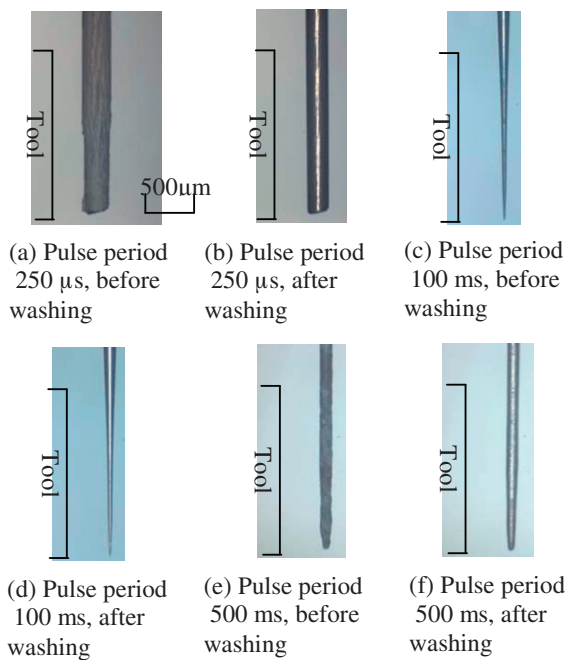 Tool
500µm
Tool
Tool
(a) Pulse period
250 µs, before
washing
(b) Pulse period
250 µs, after
washing
(c) Pulse period
100 ms, before
washing
Tool
Tool
Tool
(d) Pulse period
100 ms, after
washing
(e) Pulse period
500 ms, before
washing
(f) Pulse period
500 ms, after
washing